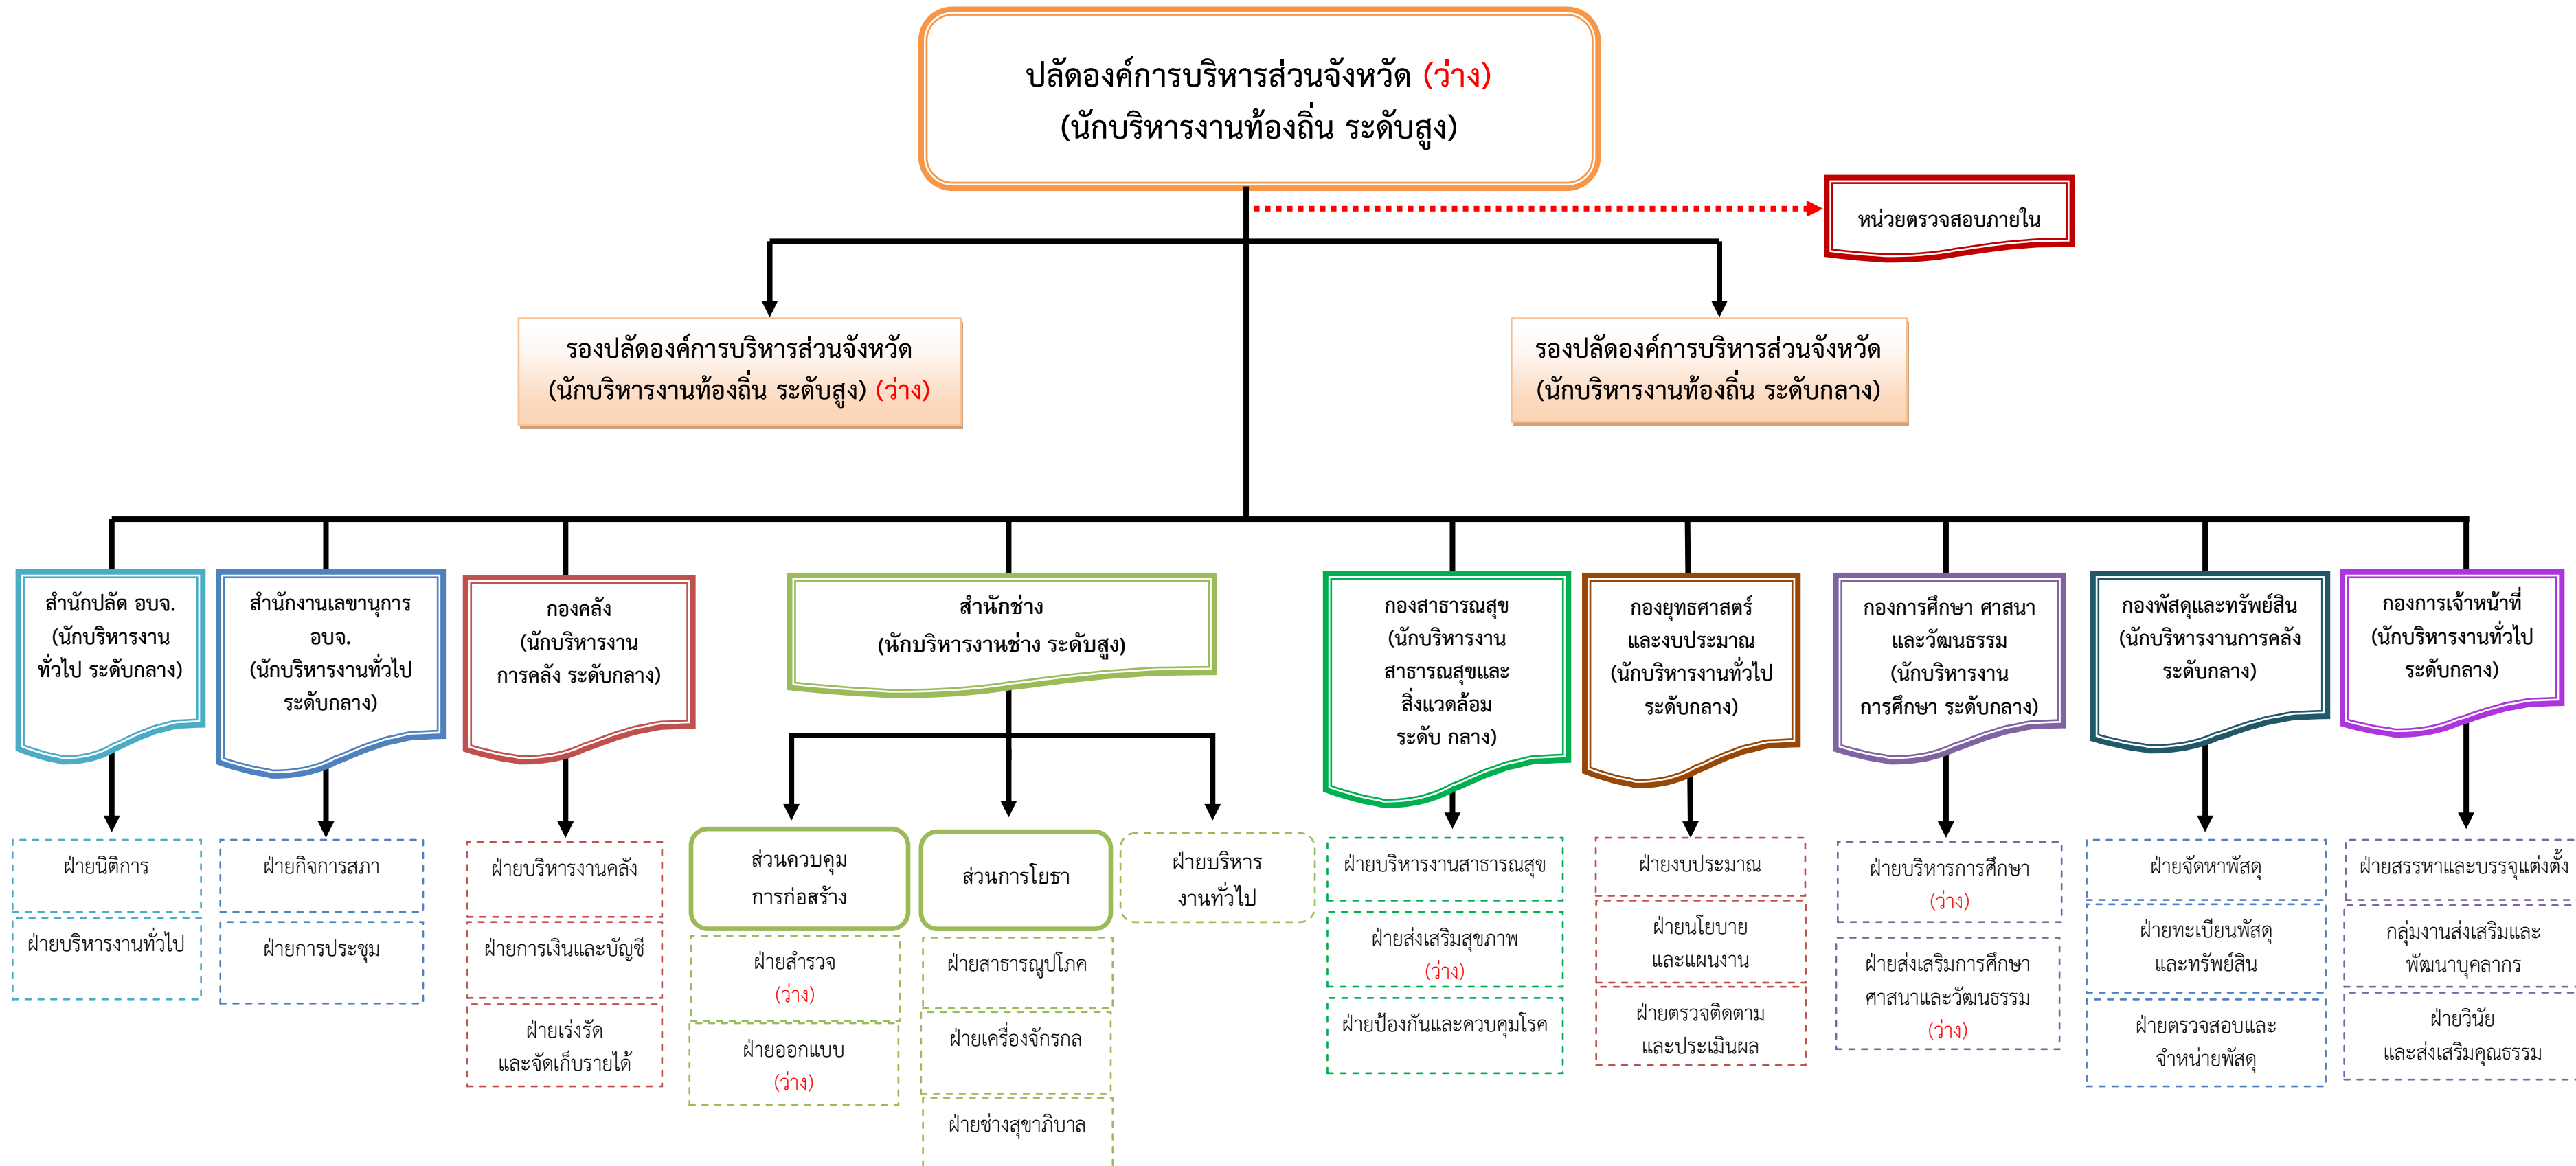 ปลัดองค์การบริหารส่วนจังหวัด (ว่าง)
(นักบริหารงานท้องถิ่น ระดับสูง)
หน่วยตรวจสอบภายใน
รองปลัดองค์การบริหารส่วนจังหวัด
(นักบริหารงานท้องถิ่น ระดับสูง) (ว่าง)
รองปลัดองค์การบริหารส่วนจังหวัด
(นักบริหารงานท้องถิ่น ระดับกลาง)
สำนักปลัด อบจ.
(นักบริหารงาน
ทั่วไป ระดับกลาง)
ฝ่ายนิติการ
ฝ่ายบริหารงานทั่วไป
สำนักงานเลขานุการ
อบจ.
(นักบริหารงานทั่วไป
ระดับกลาง)
ฝ่ายกิจการสภา
ฝ่ายการประชุม
กองคลัง
(นักบริหารงาน
การคลัง ระดับกลาง)
ฝ่ายบริหารงานคลัง
ฝ่ายการเงินและบัญชี
ฝ่ายเร่งรัด
และจัดเก็บรายได้
สำนักช่าง
(นักบริหารงานช่าง ระดับสูง)
ส่วนควบคุม
การก่อสร้าง
ฝ่ายสำรวจ
(ว่าง)
ฝ่ายออกแบบ
(ว่าง)
ส่วนการโยธา
ฝ่ายสาธารณูปโภค
ฝ่ายเครื่องจักรกล
ฝ่ายช่างสุขาภิบาล
ฝ่ายบริหาร
งานทั่วไป
กองสาธารณสุข
(นักบริหารงาน
สาธารณสุขและ
สิ่งแวดล้อม
ระดับ กลาง)
ฝ่ายบริหารงานสาธารณสุข
ฝ่ายส่งเสริมสุขภาพ
(ว่าง)
ฝ่ายป้องกันและควบคุมโรค
กองยุทธศาสตร์
และงบประมาณ
(นักบริหารงานทั่วไป
ระดับกลาง)
ฝ่ายงบประมาณ
ฝ่ายนโยบาย
และแผนงาน
ฝ่ายตรวจติดตาม
และประเมินผล
กองการศึกษา ศาสนา
และวัฒนธรรม
(นักบริหารงาน
การศึกษา ระดับกลาง)
ฝ่ายบริหารการศึกษา
(ว่าง)
ฝ่ายส่งเสริมการศึกษา
ศาสนาและวัฒนธรรม
(ว่าง)
กองพัสดุและทรัพย์สิน
(นักบริหารงานการคลัง
ระดับกลาง)
ฝ่ายจัดหาพัสดุ
ฝ่ายทะเบียนพัสดุ
และทรัพย์สิน
ฝ่ายตรวจสอบและ
จำหน่ายพัสดุ
กองการเจ้าหน้าที่
(นักบริหารงานทั่วไป
ระดับกลาง)
ฝ่ายสรรหาและบรรจุแต่งตั้ง
กลุ่มงานส่งเสริมและ
พัฒนาบุคลากร
ฝ่ายวินัย
และส่งเสริมคุณธรรม